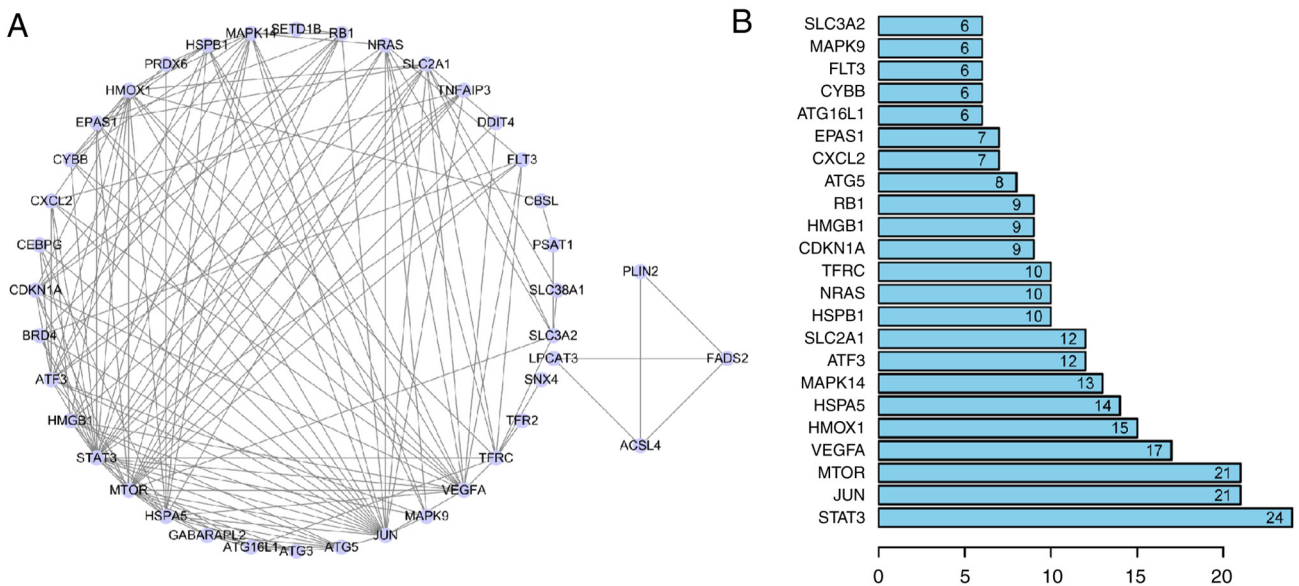 A
SETD1B
MAPK14
RB1
HSPB1
NRAS
PRDX6
SLC2A1
HMOX1
TNFAIP3
EPAS1
DDIT4
CYBB
FLT3
CXCL2
CBSL
CEBPG
PSAT1
CDKN1A
SLC38A1
BRD4
SLC3A2
LPCAT3
ATF3
SNX4
HMGB1
TFR2
STAT3
TFRC
MTOR
VEGFA
HSPA5
MAPK9
GABARAPL2
JUN
ATG16L1
ATG3
ATG5
PLIN2
FADS2
ACSL4
B
SLC3A2 6
MAPK9 6
FLT3 6
CYBB 6
ATG16L1 6
EPAS1 7
CXCL2 7
ATG5 8
RB1 9
HMGB1 9
CDKN1A 9
TFRC 10
NRAS 10
HSPB1 10
SLC2A1 12
ATF3 12
MAPK14 13
HSPA5 14
HMOX1 15
VEGFA 17
MTOR 21
JUN 21
STAT3 24
0 5 10 15 20